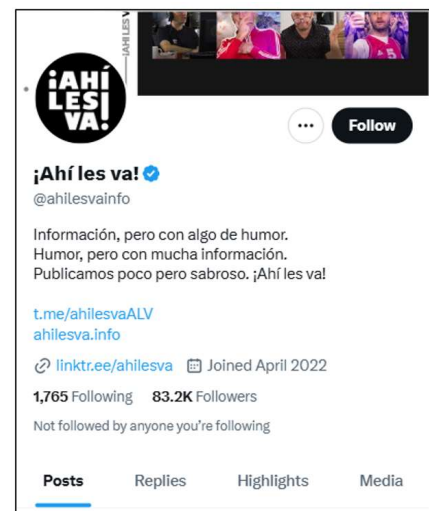 ¡AHÍ LES V
¡AHÍ
LES
VA!
Follow
¡Ahí les va!
@ahilesvainfo
Información, pero con algo de humor.
Humor, pero con mucha información.
Publicamos poco pero sabroso. ¡Ahí les va!
t.me/ahilesvaALV
ahilesva.info
linktr.ee/ahilesva Joined April 2022
1,765 Following 83.2K Followers
Not followed by anyone you're following
Posts Replies Highlights Media